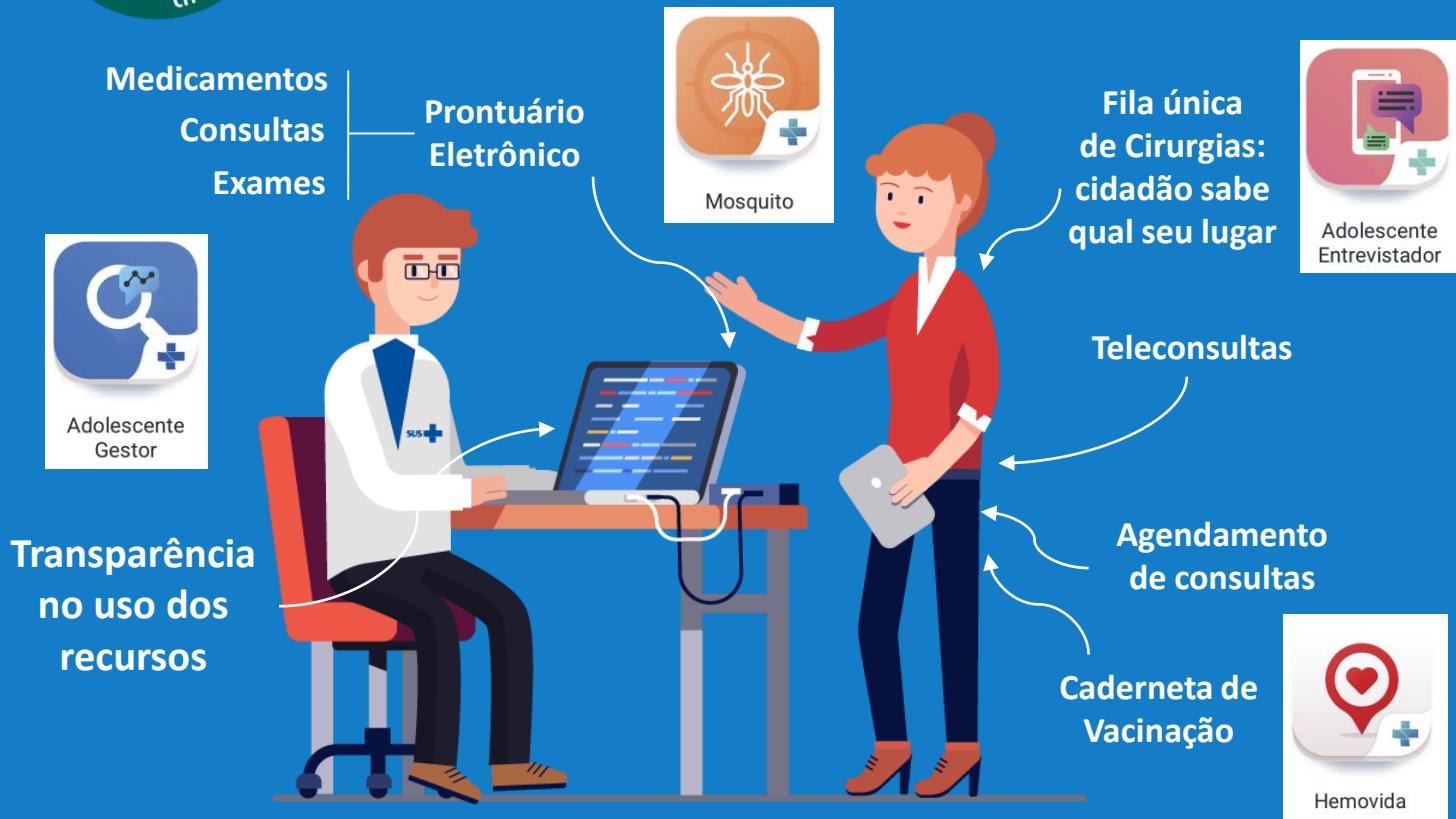 Medicamentos
Consultas
Exames
Prontuário
Eletrônico
Mosquito
Fila única
de Cirurgias:
cidadão sabe
qual seu lugar
Adolescente
Entrevistador
Adolescente
Gestor
Teleconsultas
SUS
Transparência
no uso dos
recursos
Agendamento
de consultas
Caderneta de
Vacinação
Hemovida